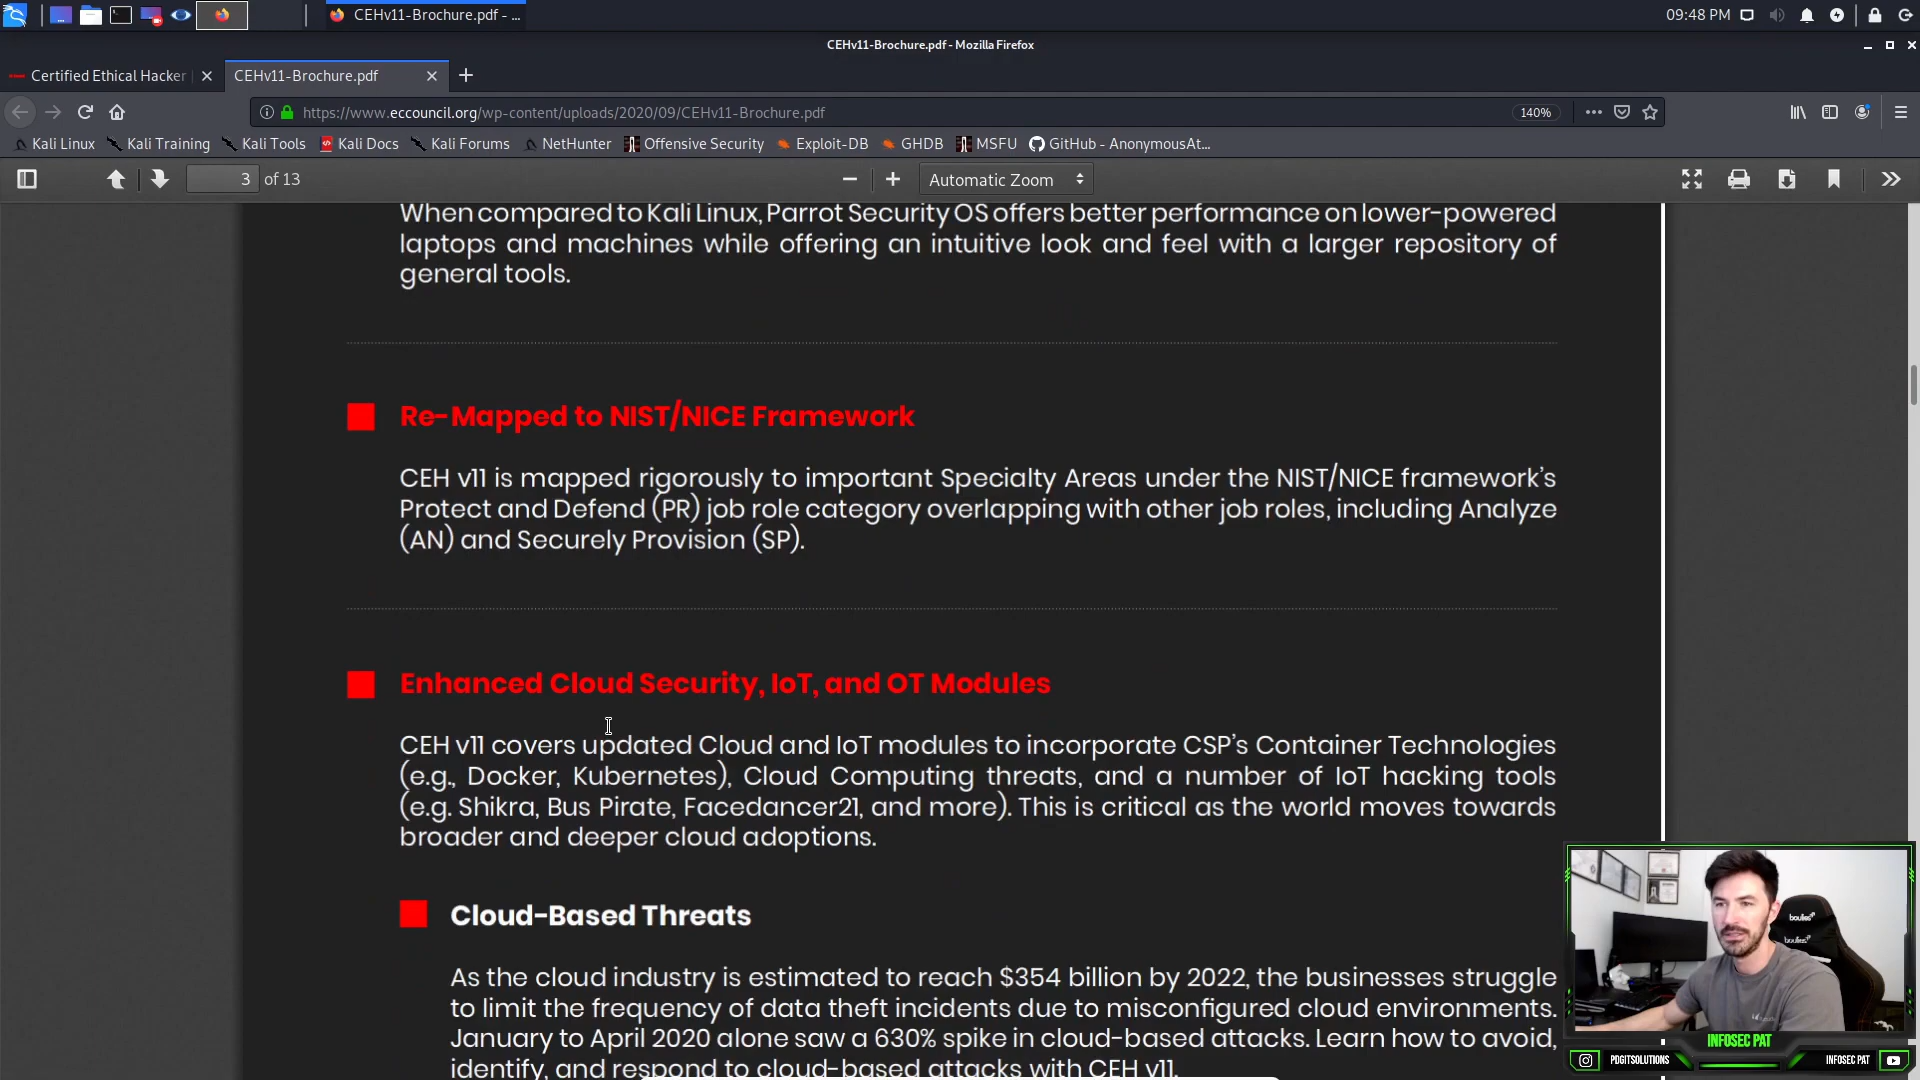 CEHv11-Brochure.pdf - ...
09:48 PM
CEHv11-Brochure.pdf - Mozilla Firefox
Certified Ethical Hacker
CEHv11-Brochure.pdf
https://www.eccouncil.org/wp-content/uploads/2020/09/CEHv11-Brochure.pdf
140%
Kali Linux
Kali Training
Kali Tools
Kali Docs
Kali Forums
NetHunter
Offensive Security
Exploit-DB
GHDB
MSFU
GitHub - AnonymousAt...
3 of 13
Automatic Zoom
When compared to Kali Linux, Parrot Security OS offers better performance on lower-powered
laptops and machines while offering an intuitive look and feel with a larger repository of
general tools.
Re-Mapped to NIST/NICE Framework
CEH v11 is mapped rigorously to important Specialty Areas under the NIST/NICE framework's
Protect and Defend (PR) job role category overlapping with other job roles, including Analyze
(AN) and Securely Provision (SP).
Enhanced Cloud Security, IoT, and OT Modules
CEH v11 covers updated Cloud and IoT modules to incorporate CSP's Container Technologies
(e.g., Docker, Kubernetes), Cloud Computing threats, and a number of IoT hacking tools
(e.g. Shikra, Bus Pirate, Facedancer21, and more). This is critical as the world moves towards
broader and deeper cloud adoptions.
Cloud-Based Threats
As the cloud industry is estimated to reach $354 billion by 2022, the businesses struggle
to limit the frequency of data theft incidents due to misconfigured cloud environments.
January to April 2020 alone saw a 630% spike in cloud-based attacks. Learn how to avoid,
identify, and respond to cloud-based attacks with CEH v11.
boulies
boulies
INFOSEC PAT
PDGITSOLUTIONS
INFOSEC PAT